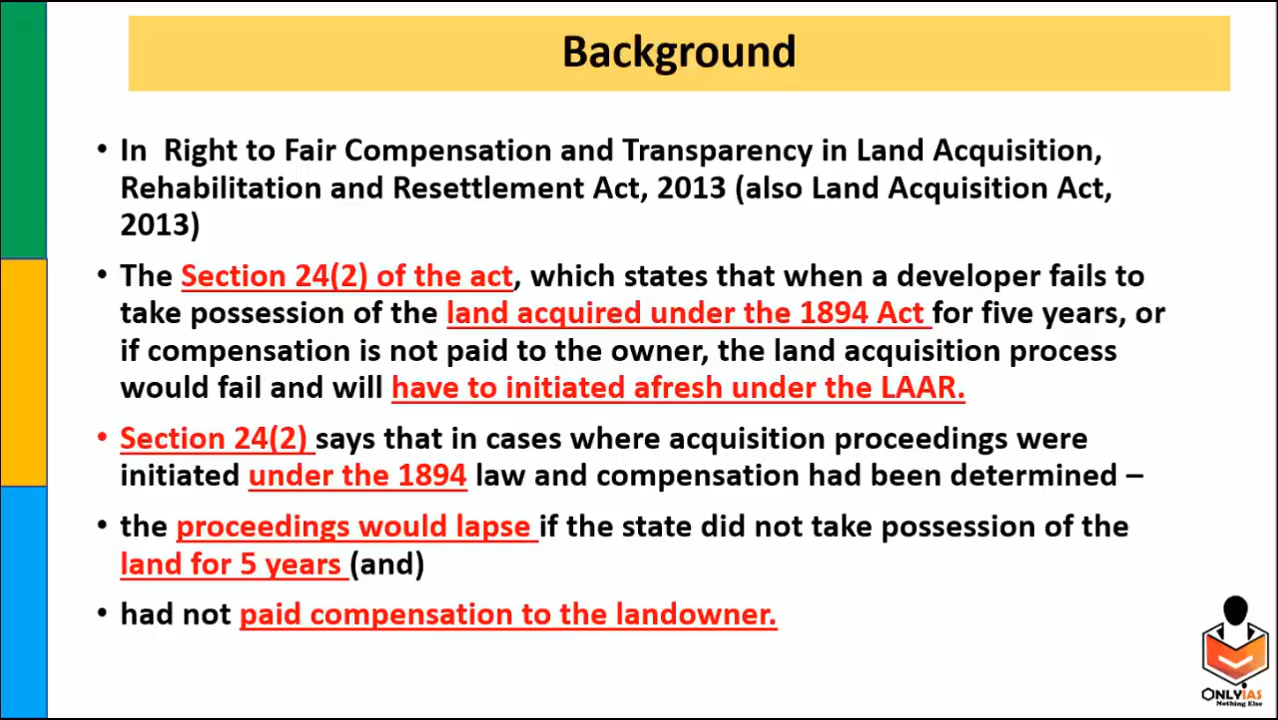 Background
• In Right to Fair Compensation and Transparency in Land Acquisition,
Rehabilitation and Resettlement Act, 2013 (also Land Acquisition Act,
2013)
• The Section 24(2) of the act, which states that when a developer fails to
take possession of the land acquired under the 1894 Act for five years, or
if compensation is not paid to the owner, the land acquisition process
would fail and will have to initiated afresh under the LAAR.
• Section 24(2) says that in cases where acquisition proceedings were
initiated under the 1894 law and compensation had been determined –
• the proceedings would lapse if the state did not take possession of the
land for 5 years (and)
• had not paid compensation to the landowner.
ONLYIAS
Nothing Else